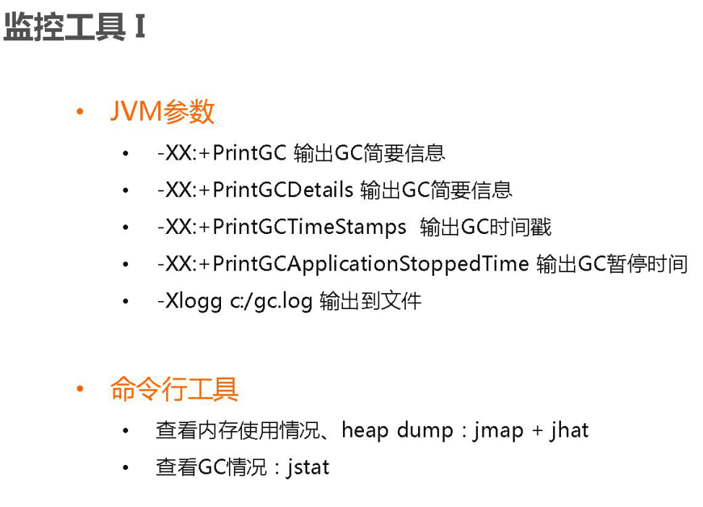 监控工具 I
• JVM参数
• -XX:+PrintGC 输出GC简要信息
• -XX:+PrintGCDetails 输出GC简要信息
• -XX:+PrintGCTimeStamps 输出GC时间戳
• -XX:+PrintGCApplicationStoppedTime 输出GC暂停时间
• -Xlogg c:/gc.log 输出到文件
• 命令行工具
• 查看内存使用情况、heap dump：jmap + jhat
• 查看GC情况：jstat